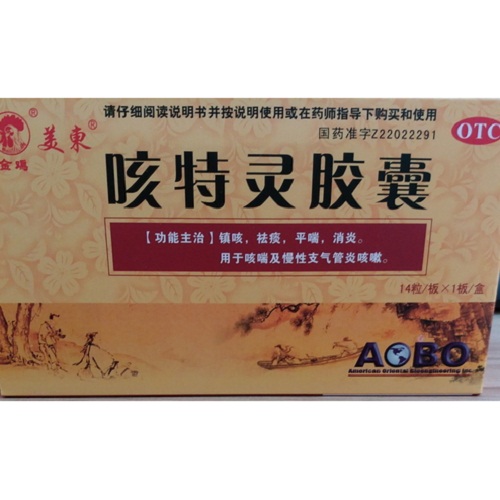 请仔细阅读说明书并按说明使用或在药师指导下购买和使用
国药准字Z22022291
OTC
美東®
金鸡
咳特灵胶囊
【功能主治】镇咳,祛痰,平喘,消炎。
用于咳喘及慢性支气管炎咳嗽。
14粒/板×1板/盒
AOBO
American Oriental Bioengineering Inc.